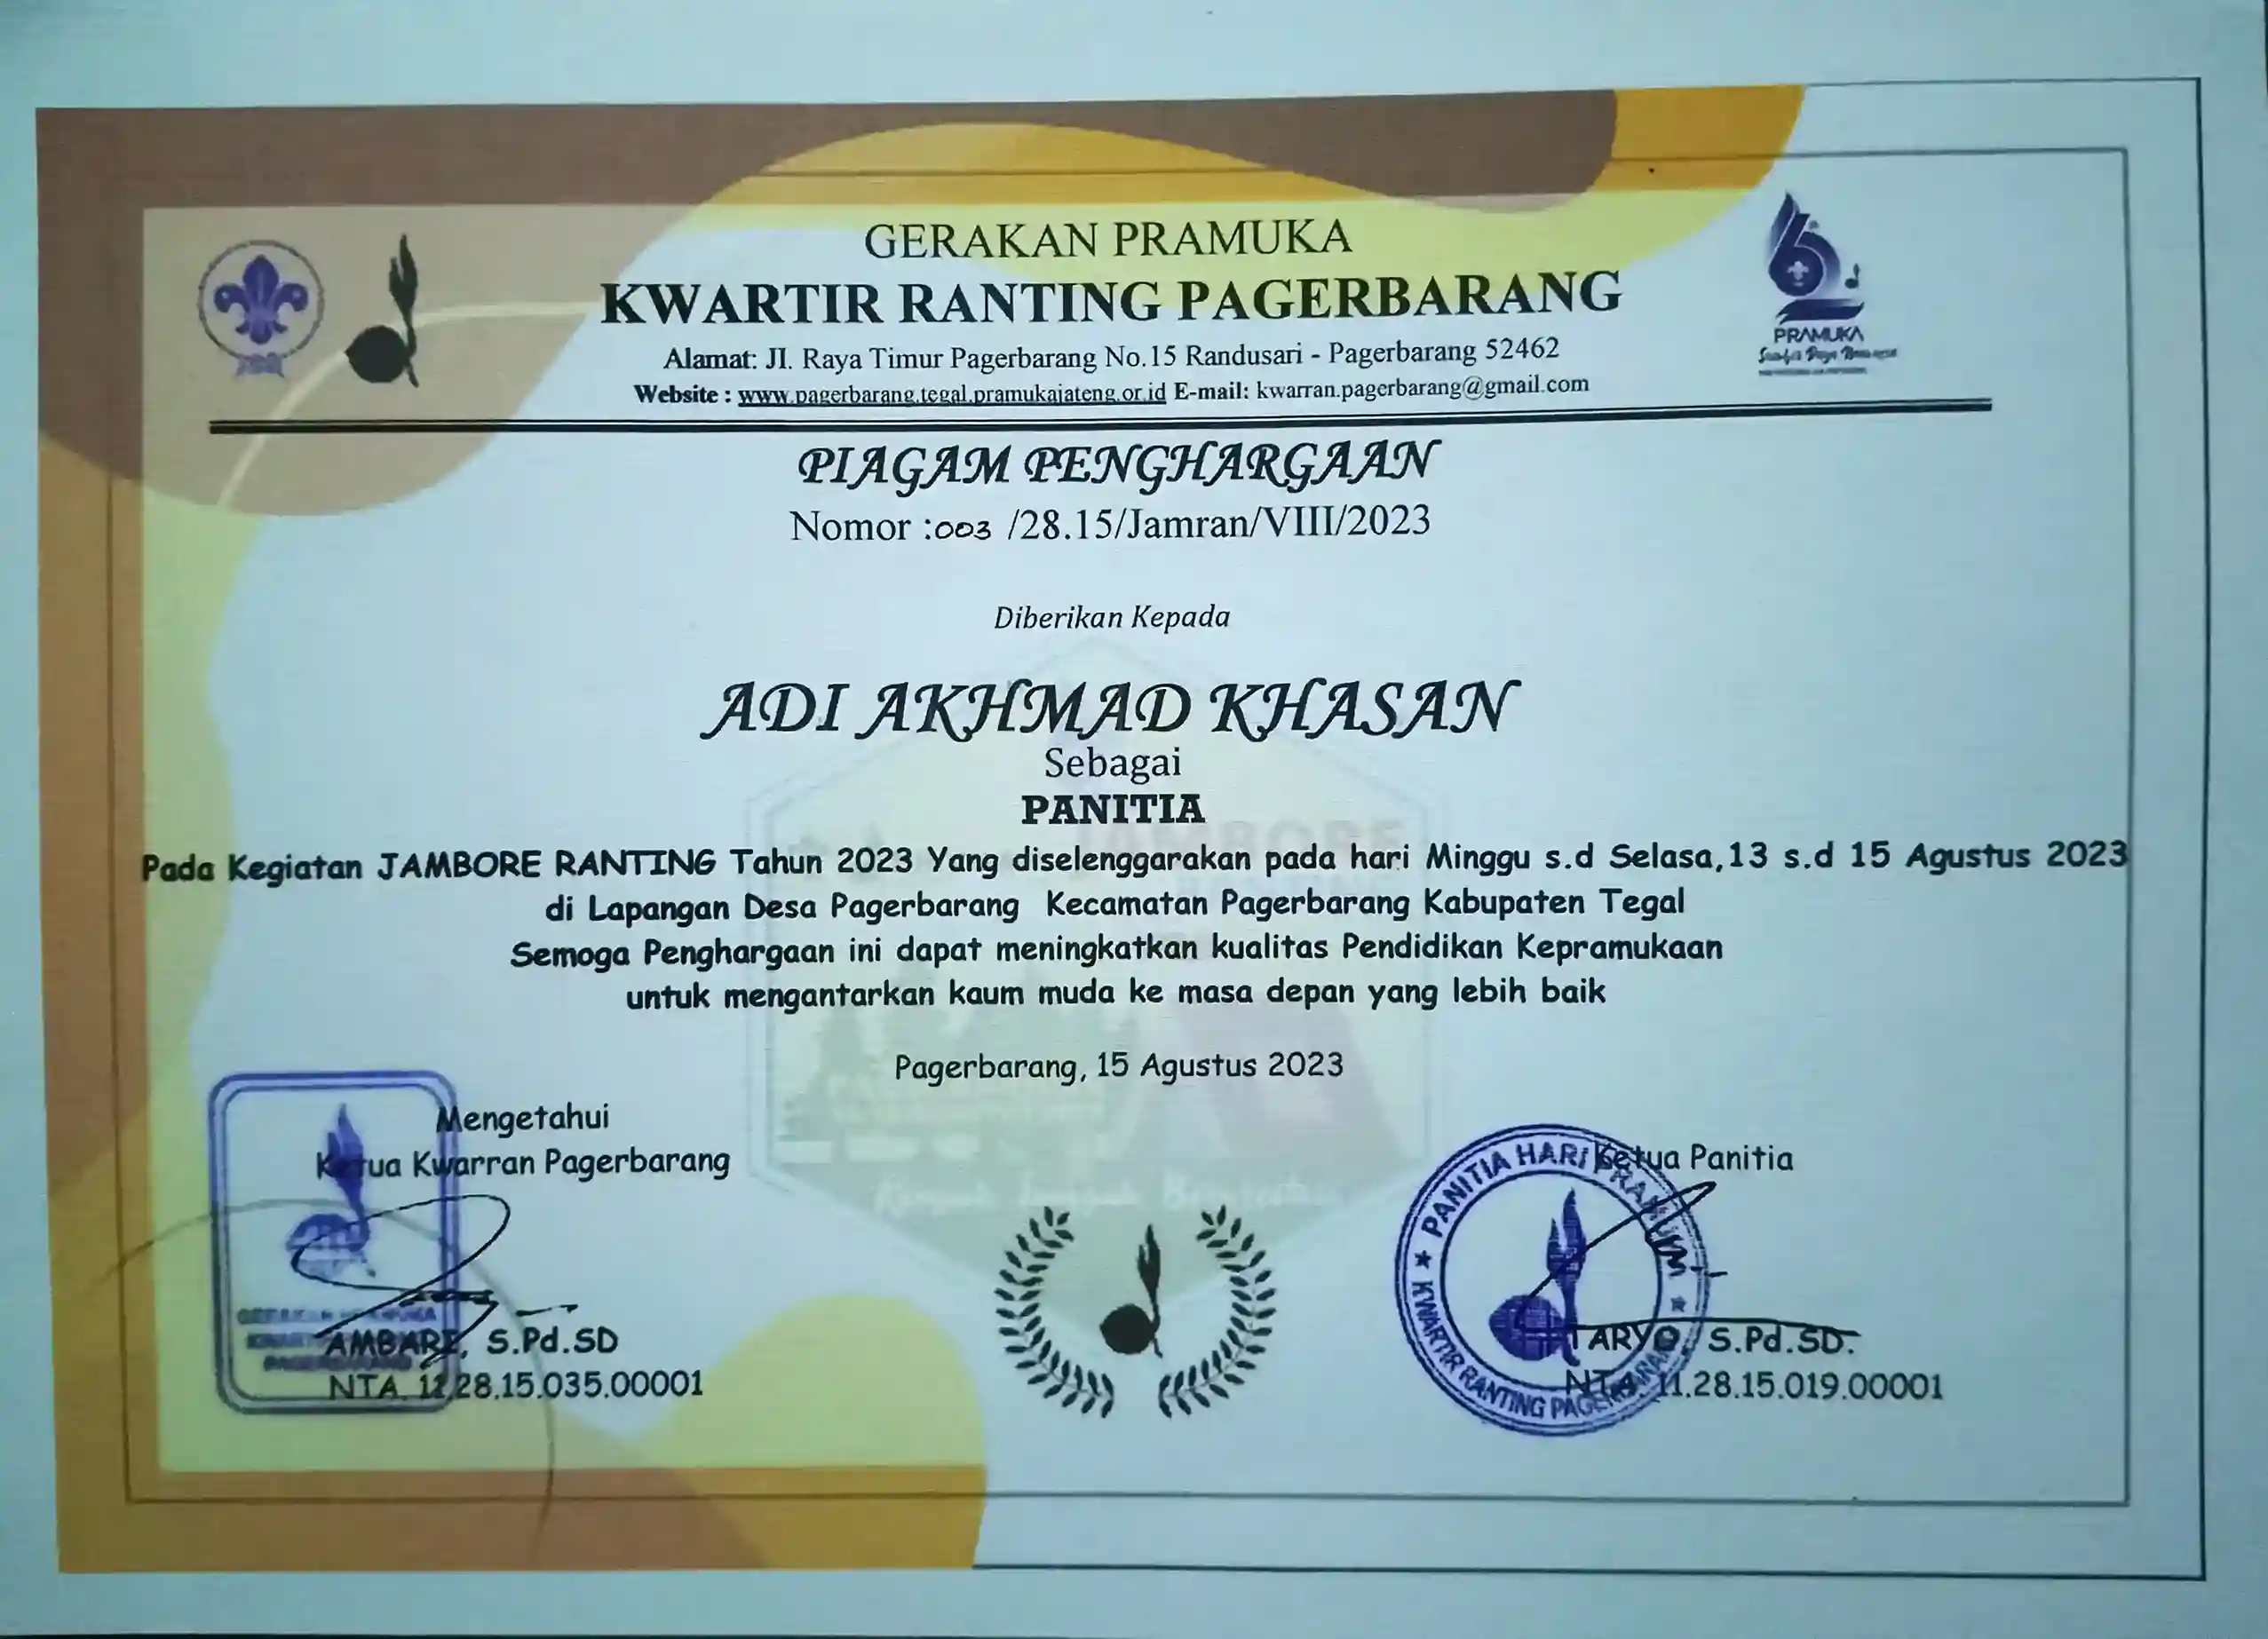 GERAKAN PRAMUKA
KWARTIR RANTING PAGERBARANG
Alamat: Jl. Raya Timur Pagerbarang No.15 Randusari - Pagerbarang 52462
Website : www.pagerbarang.tegal.pramukajateng.or.id E-mail: kwarran.pagerbarang@gmail.com
PRAMUKA
PIAGAM PENGHARGAAN
Nomor :003 /28.15/Jamran/VIII/2023
Diberikan Kepada
ADI AKHMAD KHASAN
Sebagai
PANITIA
Pada Kegiatan JAMBORE RANTING Tahun 2023 Yang diselenggarakan pada hari Minggu s.d Selasa,13 s.d 15 Agustus 2023
di Lapangan Desa Pagerbarang Kecamatan Pagerbarang Kabupaten Tegal
Semoga Penghargaan ini dapat meningkatkan kualitas Pendidikan Kepramukaan
untuk mengantarkan kaum muda ke masa depan yang lebih baik
Pagerbarang, 15 Agustus 2023
Mengetahui
Ketua Kwarran Pagerbarang
AMBARI, S.Pd.SD
NTA. 11.28.15.035.00001
Ketua Panitia
TARYO, S.Pd.SD.
NTA. 11.28.15.019.00001
PANITIA HARI PRAMUKA
KWARTIR RANTING PAGERBARANG
JAMBORE